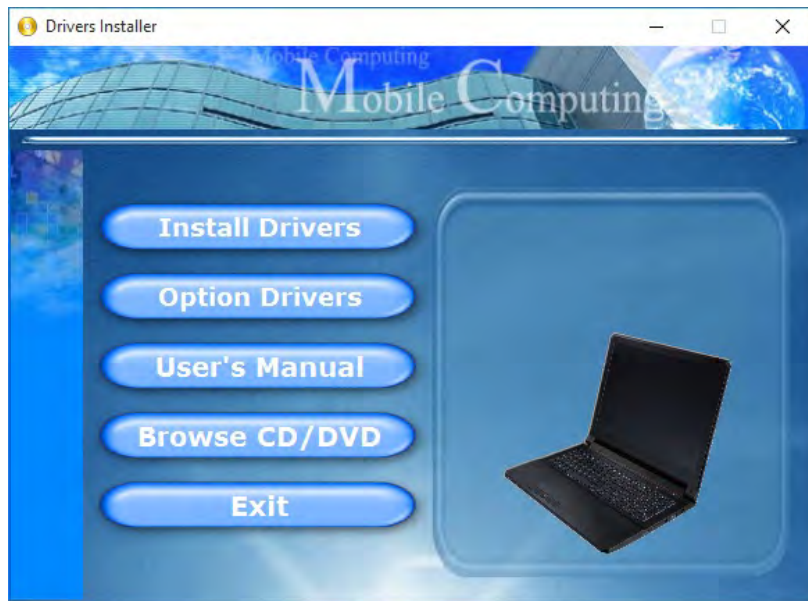 Drivers Installer
Mobile Computing
Mobile Computing
Install Drivers
Option Drivers
User's Manual
Browse CD/DVD
Exit